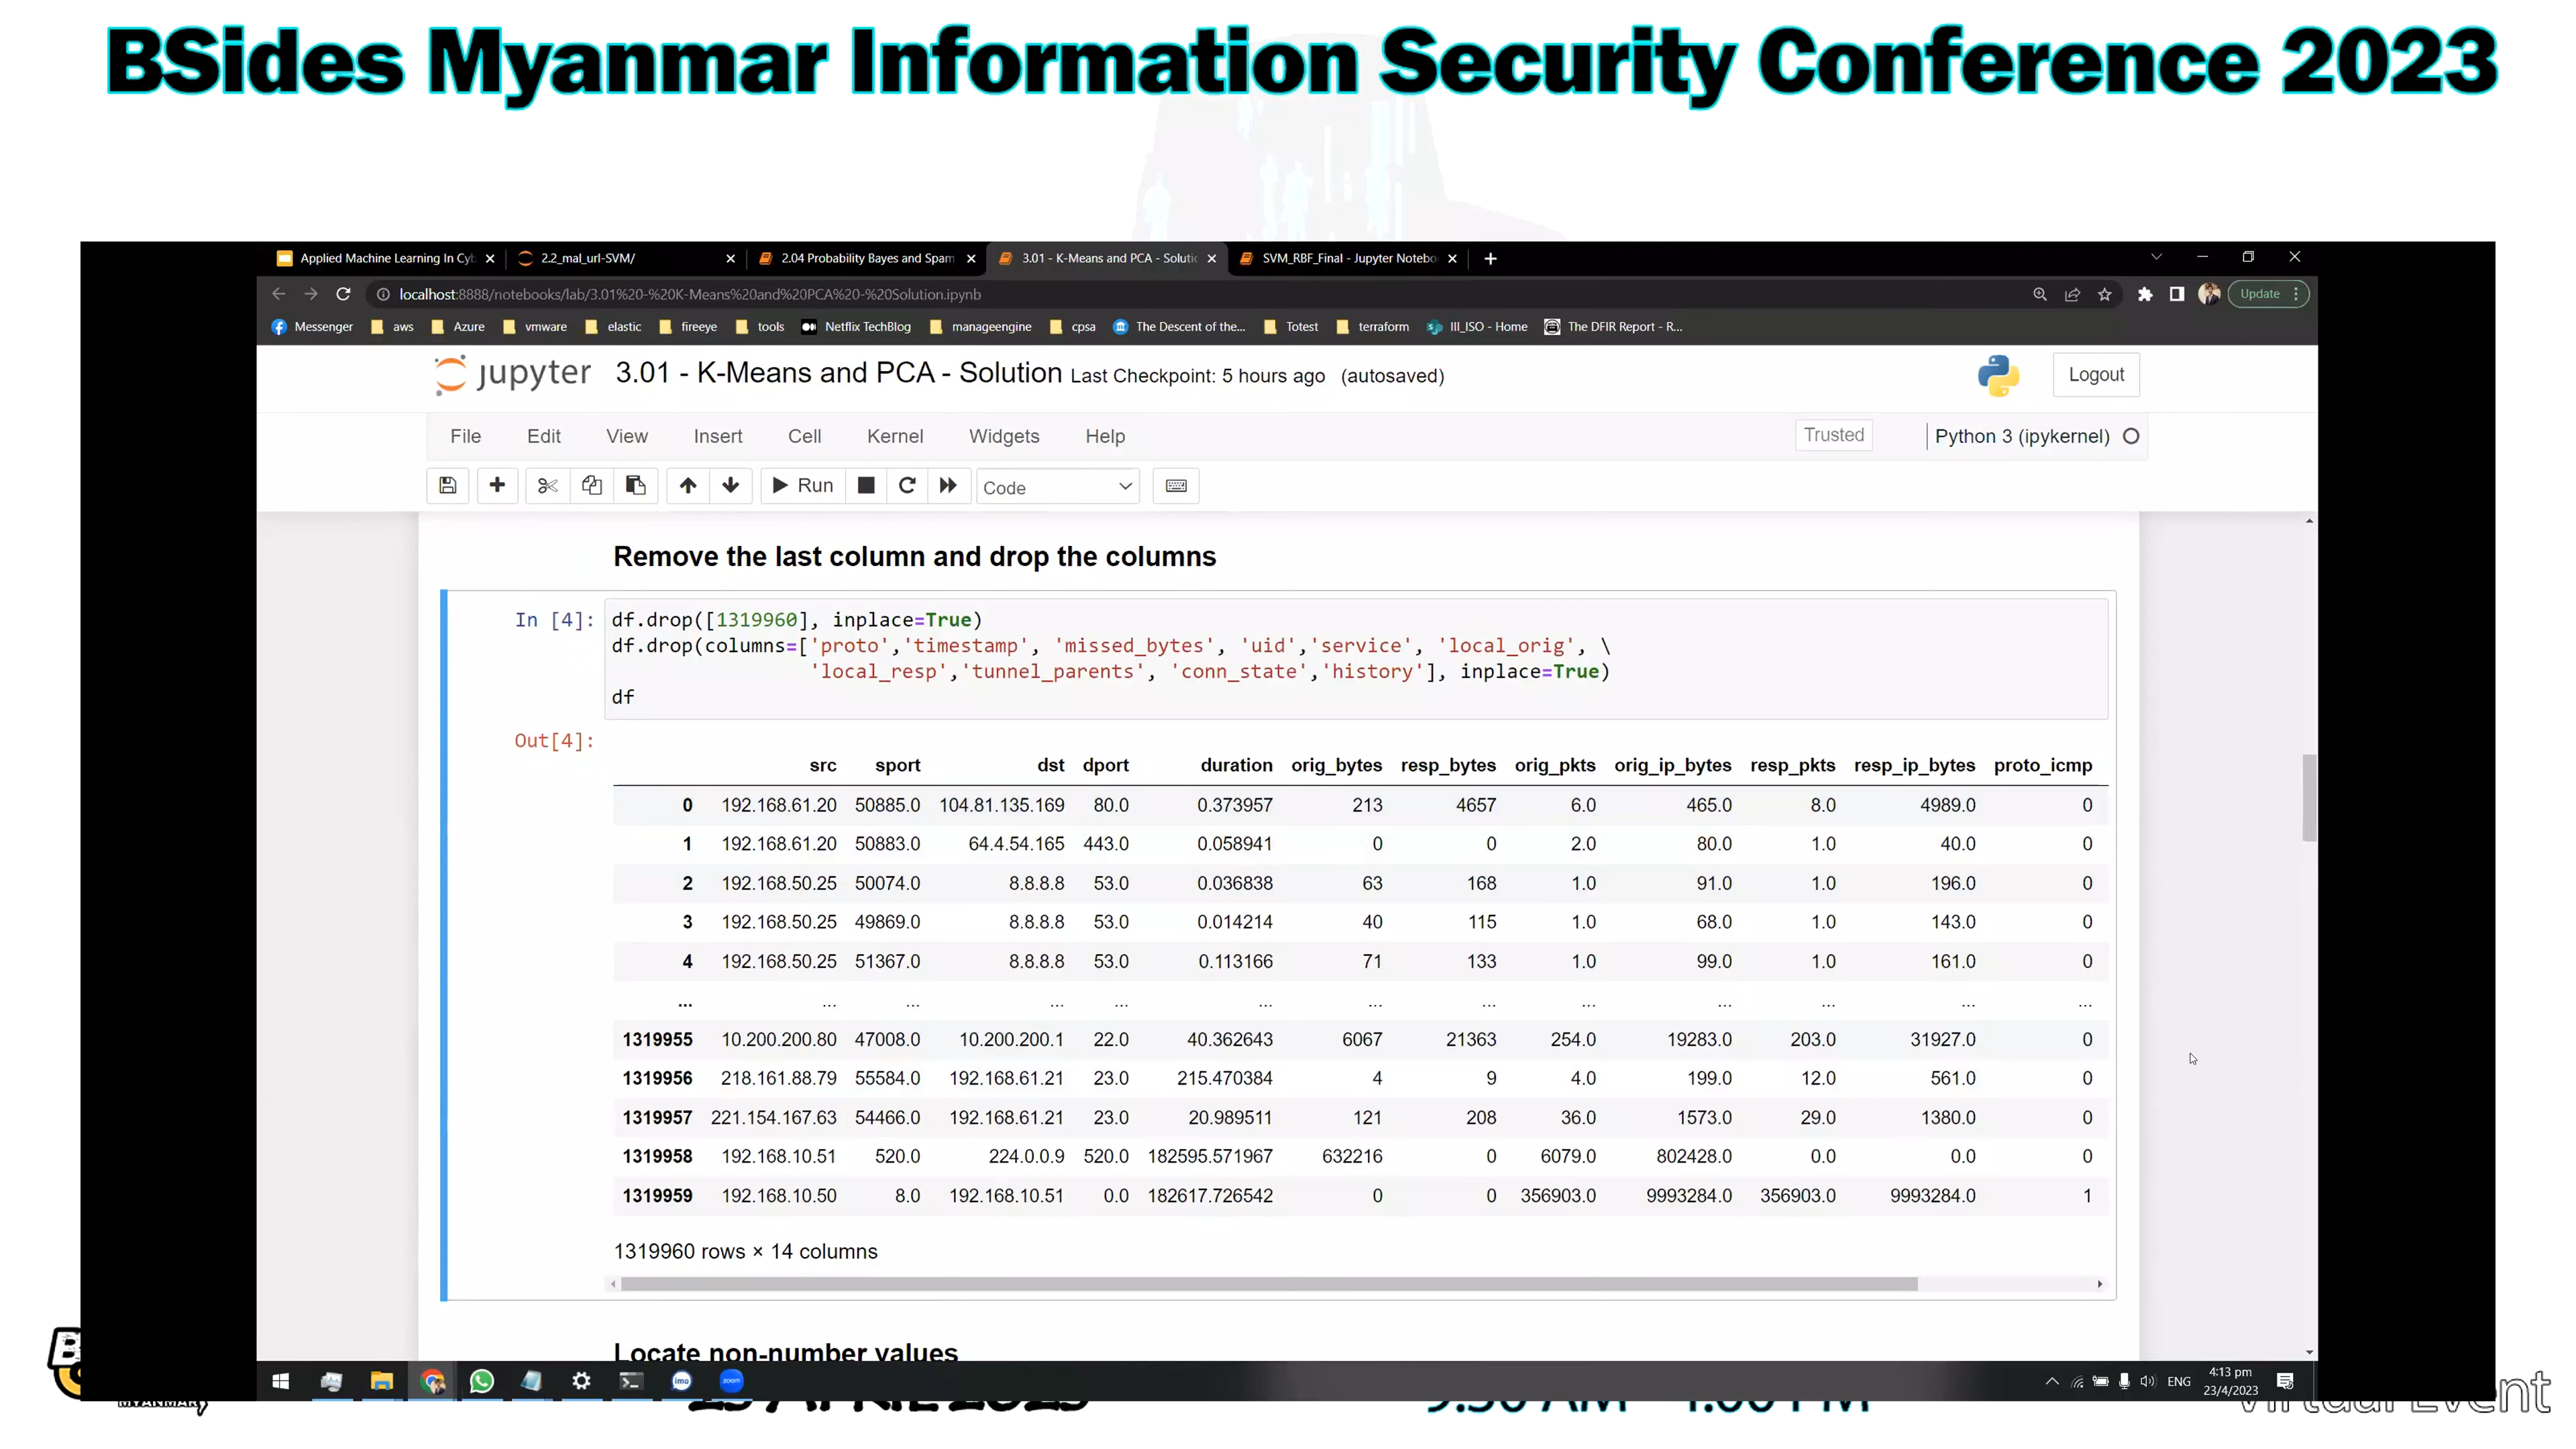 BSides Myanmar Information Security Conference 2023
Applied Machine Learning In Cyb
2.2_mal_url-SVM/
2.04 Probability Bayes and Spam
3.01 - K-Means and PCA - Solutic
SVM_RBF_Final - Jupyter Notebo
localhost:8888/notebooks/lab/3.01%20-%20K-Means%20and%20PCA%20-%20Solution.ipynb
Update
Messenger aws Azure vmware elastic fireeye tools Netflix TechBlog manageengine cpsa The Descent of the... Totest terraform III_ISO - Home The DFIR Report - R...
jupyter 3.01 - K-Means and PCA - Solution Last Checkpoint: 5 hours ago (autosaved)
Logout
File Edit View Insert Cell Kernel Widgets Help
Trusted Python 3 (ipykernel)
Run Code
Remove the last column and drop the columns
In [4]: df.drop([1319960], inplace=True)
df.drop(columns=['proto','timestamp', 'missed_bytes', 'uid','service', 'local_orig', \
'local_resp','tunnel_parents', 'conn_state','history'], inplace=True)
df
Out[4]:
src sport dst dport duration orig_bytes resp_bytes orig_pkts orig_ip_bytes resp_pkts resp_ip_bytes proto_icmp
0 192.168.61.20 50885.0 104.81.135.169 80.0 0.373957 213 4657 6.0 465.0 8.0 4989.0 0
1 192.168.61.20 50883.0 64.4.54.165 443.0 0.058941 0 0 2.0 80.0 1.0 40.0 0
2 192.168.50.25 50074.0 8.8.8.8 53.0 0.036838 63 168 1.0 91.0 1.0 196.0 0
3 192.168.50.25 49869.0 8.8.8.8 53.0 0.014214 40 115 1.0 68.0 1.0 143.0 0
4 192.168.50.25 51367.0 8.8.8.8 53.0 0.113166 71 133 1.0 99.0 1.0 161.0 0
... ... ... ... ... ... ... ... ... ... ... ... ...
1319955 10.200.200.80 47008.0 10.200.200.1 22.0 40.362643 6067 21363 254.0 19283.0 203.0 31927.0 0
1319956 218.161.88.79 55584.0 192.168.61.21 23.0 215.470384 4 9 4.0 199.0 12.0 561.0 0
1319957 221.154.167.63 54466.0 192.168.61.21 23.0 20.989511 121 208 36.0 1573.0 29.0 1380.0 0
1319958 192.168.10.51 520.0 224.0.0.9 520.0 182595.571967 632216 0 6079.0 802428.0 0.0 0.0 0
1319959 192.168.10.50 8.0 192.168.10.51 0.0 182617.726542 0 0 356903.0 9993284.0 356903.0 9993284.0 1
1319960 rows × 14 columns
Locate non-number values
imo
zoom
ENG
4:13 pm
23/4/2023
MYANMAR